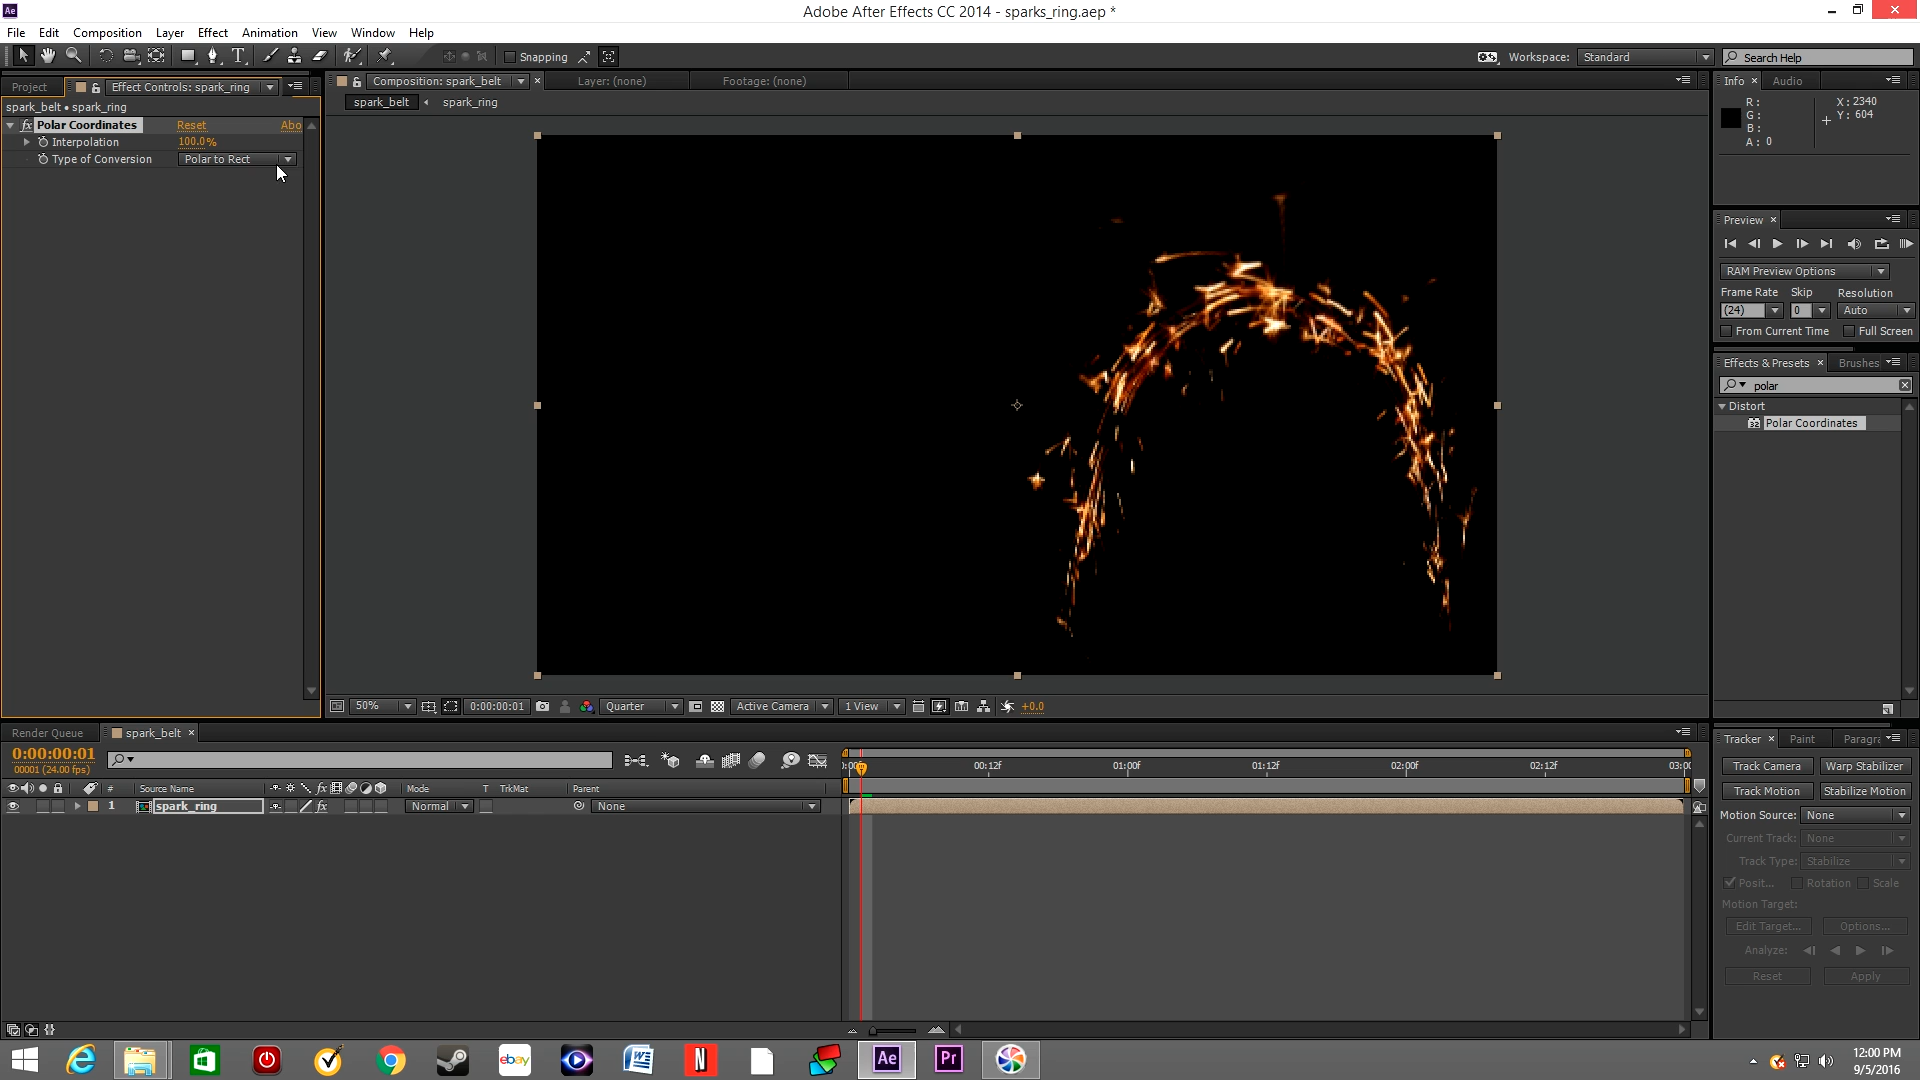 Adobe After Effects CC 2014 - sparks_ring.aep *
File Edit Composition Layer Effect Animation View Window Help
Snapping
Workspace: Standard
Search Help
Project
Effect Controls: spark_ring
spark_belt • spark_ring
fx Polar Coordinates Reset Abo
Interpolation 100.0%
Type of Conversion Polar to Rect
Composition: spark_belt
Layer: (none)
Footage: (none)
spark_belt
spark_ring
50%
0:00:00:01
Quarter
Active Camera
1 View
+0.0
Info
Audio
R:
G:
B:
A: 0
X: 2340
Y: 604
Preview
RAM Preview Options
Frame Rate Skip Resolution
(24) 0 Auto
From Current Time Full Screen
Effects & Presets
Brushes
polar
Distort
32 Polar Coordinates
Render Queue
spark_belt
0:00:00:01
00001 (24.00 fps)
# Source Name
fx
Mode T TrkMat Parent
1 spark_ring
fx
Normal
None
00:12f 01:00f 01:12f 02:00f 02:12f
Tracker
Paint
Paragra
Track Camera Warp Stabilizer
Track Motion Stabilize Motion
Motion Source: None
Current Track: None
Track Type: Stabilize
Posit... Rotation Scale
Motion Target:
Edit Target... Options...
Analyze:
Reset Apply
ebay
W
N
Ae
Pr
12:00 PM
9/5/2016